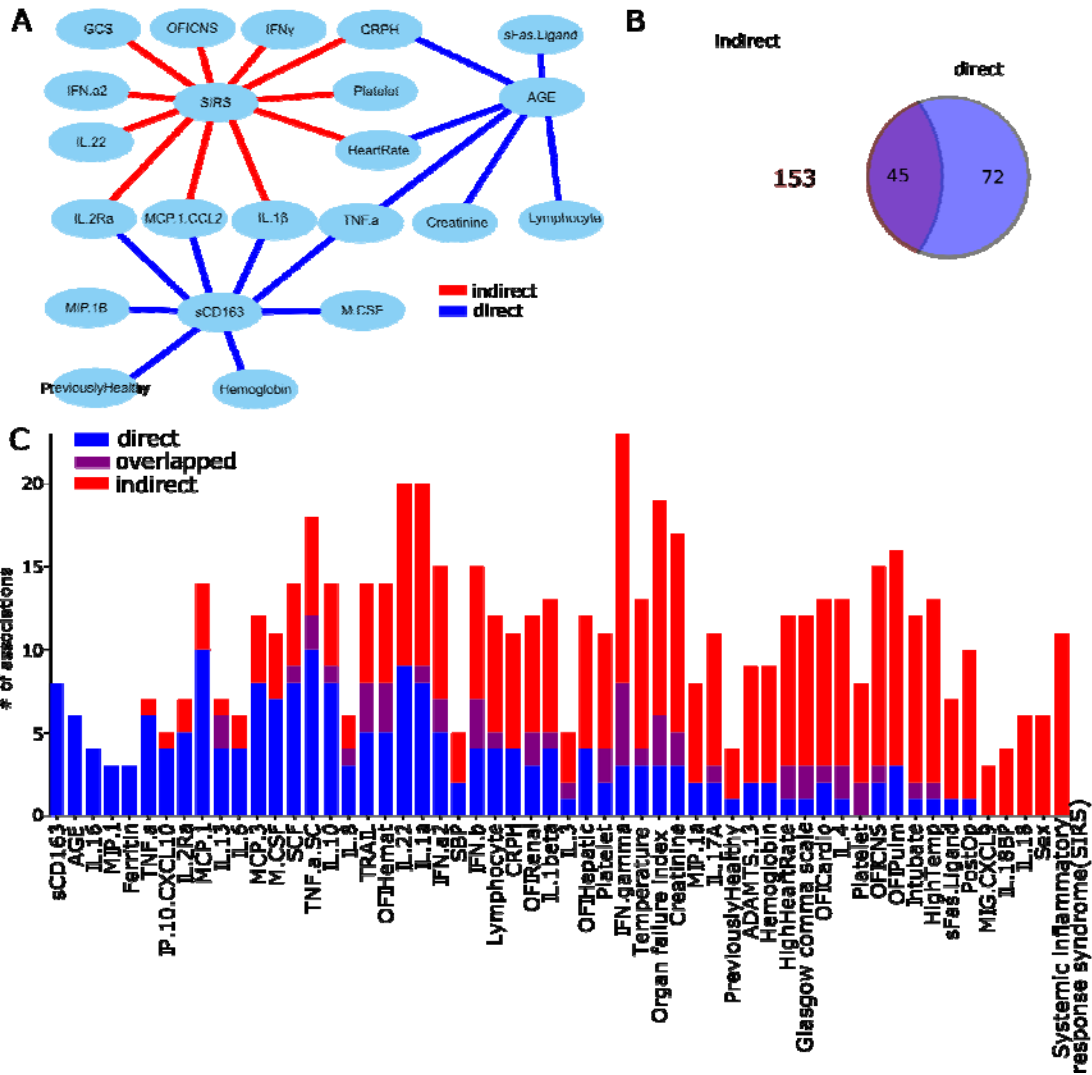 A
GCS
OFICNS
IFNγ
CRPH
sFas.Ligand
IFN.a2
SIRS
Platelet
AGE
IL.22
HeartRate
IL.2Ra
MCP.1.CCL2
IL.1β
TNF.a
Creatinine
Lymphocyte
MIP.1B
sCD163
M.CSF
PreviouslyHealthy
Hemoglobin
indirect
direct
B
Indirect
direct
153
45
72
C
direct
overlapped
indirect
# of associations
20
15
10
5
0
sCD163
AGE
IL.16
MIP.1
Ferritin
TNF.a
IP.10.CXCL10
IL.2Ra
MCP.1
IL.13
IL.6
MCP.3
M.CSF
SCF
TNF.a.SC
IL.10
IL.8
TRAIL
OFIHemat
IL.22
IL.1a
IFN.a2
SBP
IFN.b
Lymphocyte
CRPH
OFIRenal
IL.1beta
IL.3
OFIHepatic
Platelet
IFN.gamma
Temperature
Organ failure index
Creatinine
MIP.1a
IL.17A
PreviouslyHealthy
ADAMTS.13
Hemoglobin
HighHeartRate
Glasgow comma scale
OFICardio
IL.4
Platelet
OFICNS
OFIPulm
Intubate
HighTemp
sFas.Ligand
PostOp
MIG.CXCL9
IL.18BP
IL.18
Sex
Systemic Inflammatory
response syndrome(SIRS)